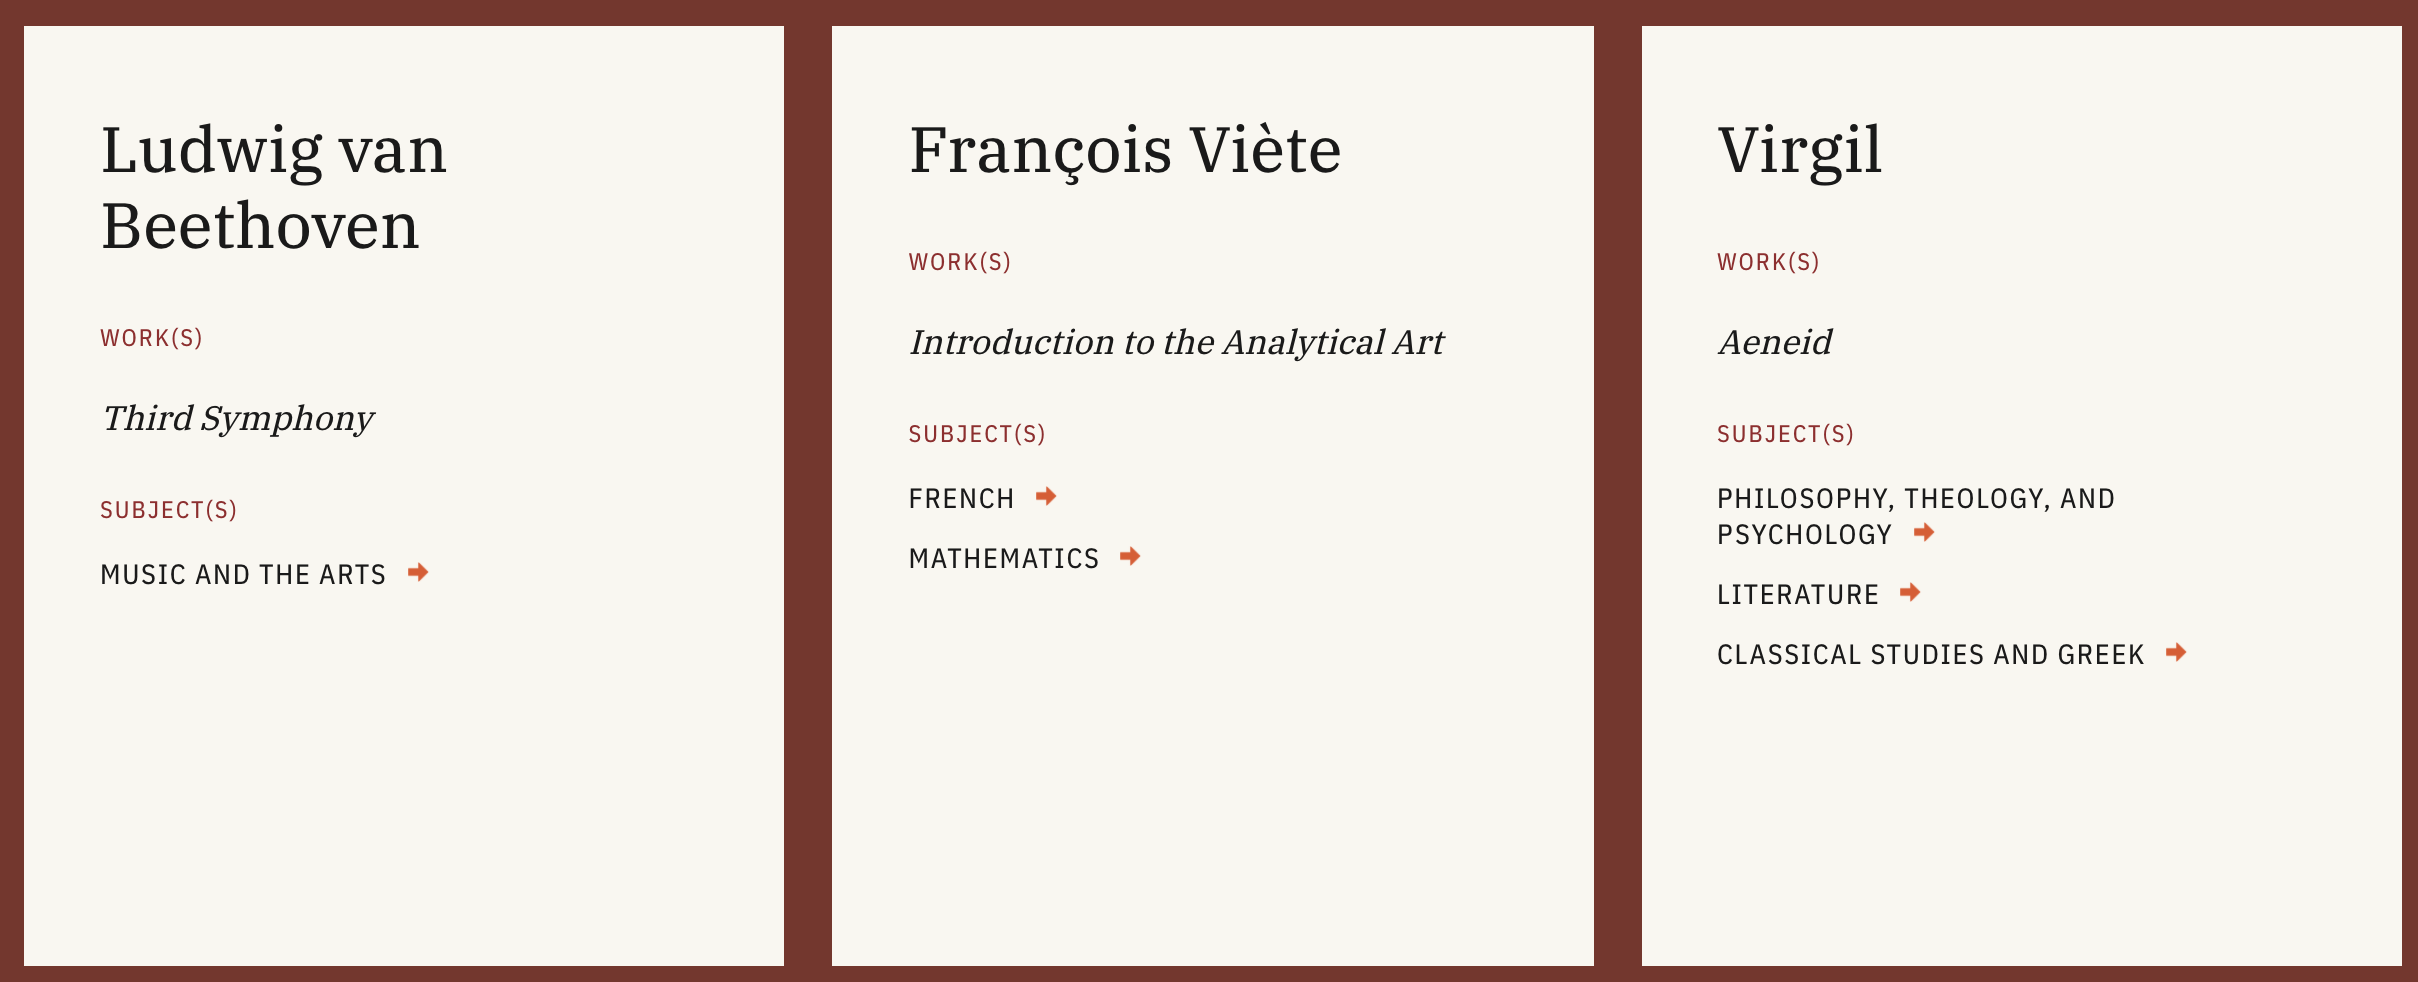 Ludwig van
Beethoven
WORK(S)
Third Symphony
SUBJECT(S)
MUSIC AND THE ARTS
François Viète
WORK(S)
Introduction to the Analytical Art
SUBJECT(S)
FRENCH
MATHEMATICS
Virgil
WORK(S)
Aeneid
SUBJECT(S)
PHILOSOPHY, THEOLOGY, AND
PSYCHOLOGY
LITERATURE
CLASSICAL STUDIES AND GREEK